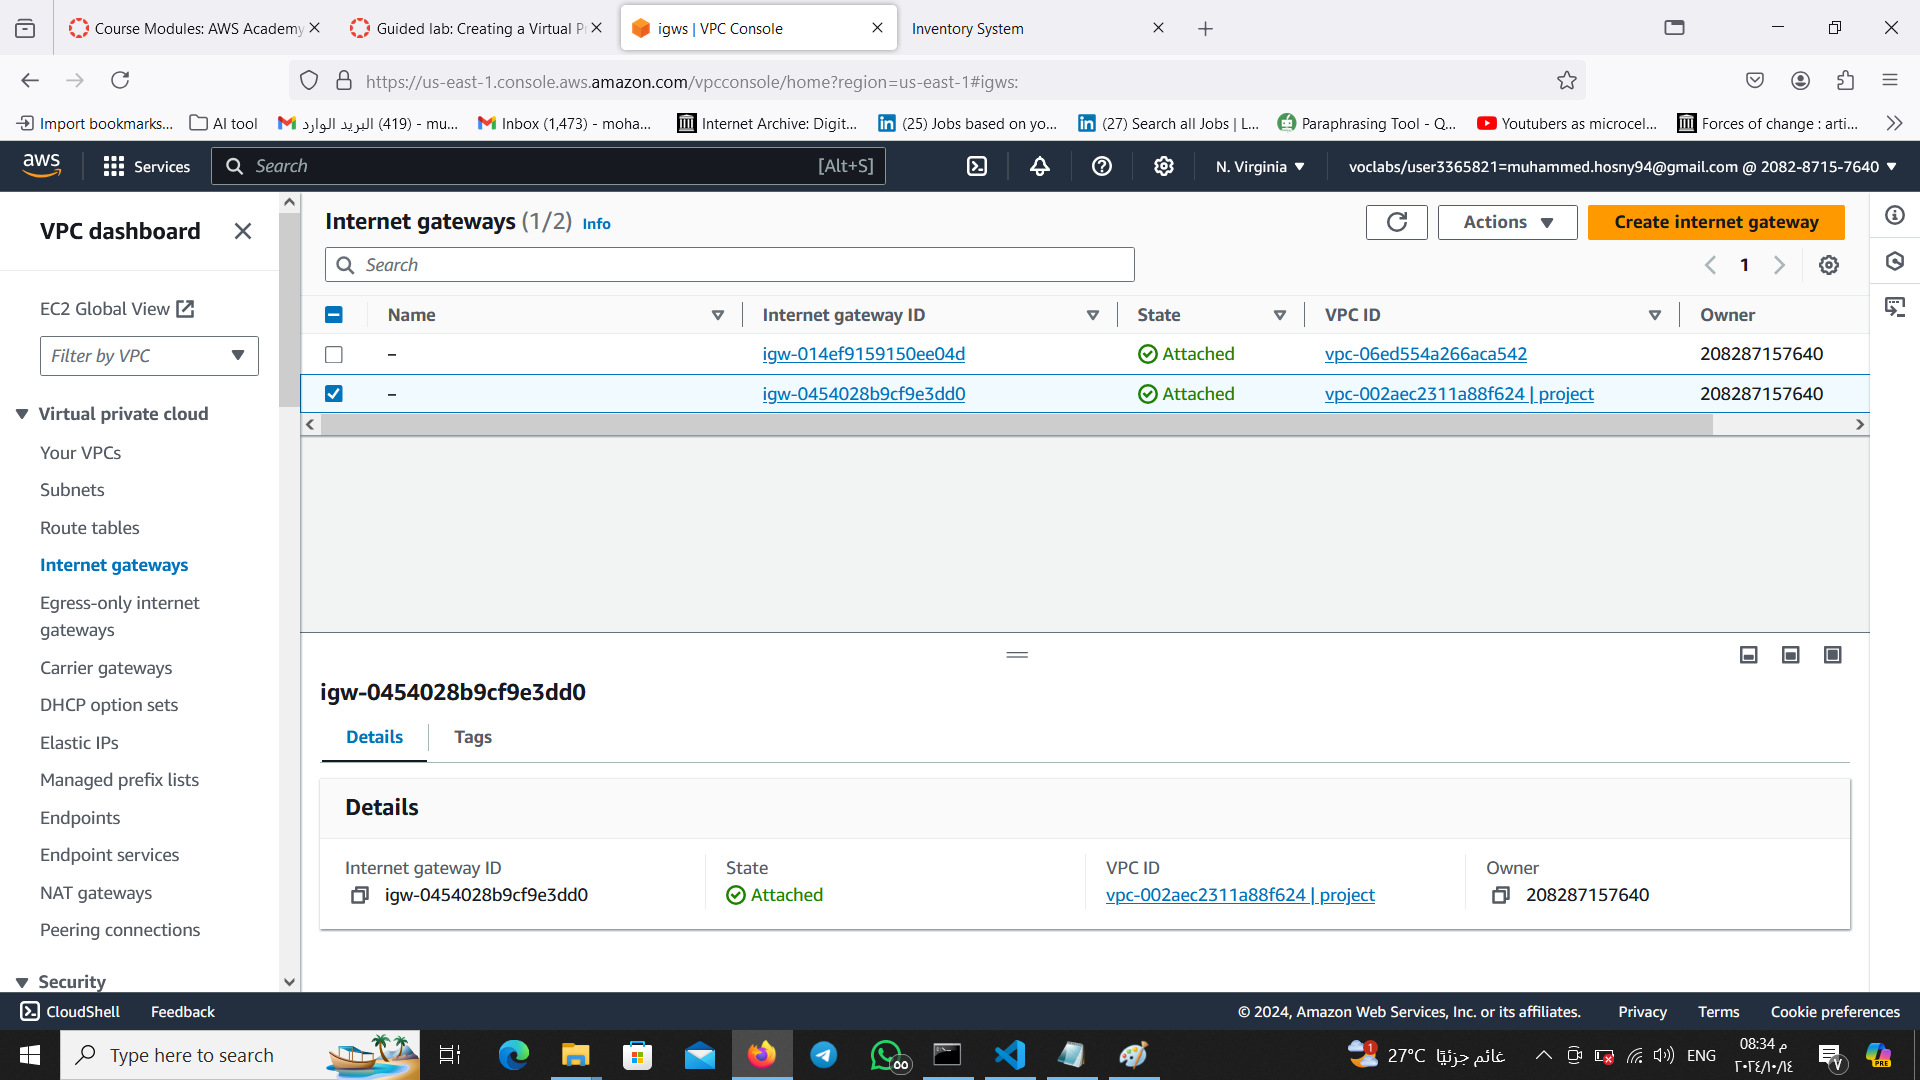 Course Modules: AWS Academy
Guided lab: Creating a Virtual Pr
igws | VPC Console
Inventory System
https://us-east-1.console.aws.amazon.com/vpcconsole/home?region=us-east-1#igws:
Import bookmarks...
AI tool
البريد الوارد (419) - mu...
Inbox (1,473) - moha...
Internet Archive: Digit...
(25) Jobs based on yo...
(27) Search all Jobs | L...
Paraphrasing Tool - Q...
Youtubers as microcel...
Forces of change : arti...
aws
Services
Search
[Alt+S]
N. Virginia
voclabs/user3365821=muhammed.hosny94@gmail.com @ 2082-8715-7640
VPC dashboard
EC2 Global View
Filter by VPC
Virtual private cloud
Your VPCs
Subnets
Route tables
Internet gateways
Egress-only internet
gateways
Carrier gateways
DHCP option sets
Elastic IPs
Managed prefix lists
Endpoints
Endpoint services
NAT gateways
Peering connections
Security
Internet gateways (1/2) Info
Actions
Create internet gateway
Search
1
Name
Internet gateway ID
State
VPC ID
Owner
– igw-014ef9159150ee04d Attached vpc-06ed554a266aca542 208287157640
– igw-0454028b9cf9e3dd0 Attached vpc-002aec2311a88f624 | project 208287157640
igw-0454028b9cf9e3dd0
Details
Tags
Details
Internet gateway ID
igw-0454028b9cf9e3dd0
State
Attached
VPC ID
vpc-002aec2311a88f624 | project
Owner
208287157640
CloudShell
Feedback
© 2024, Amazon Web Services, Inc. or its affiliates.
Privacy
Terms
Cookie preferences
Type here to search
1
27°C غائم جزئيًا
ENG
08:34 م
٢٠٢٤/١٠/١٤
V
PRE